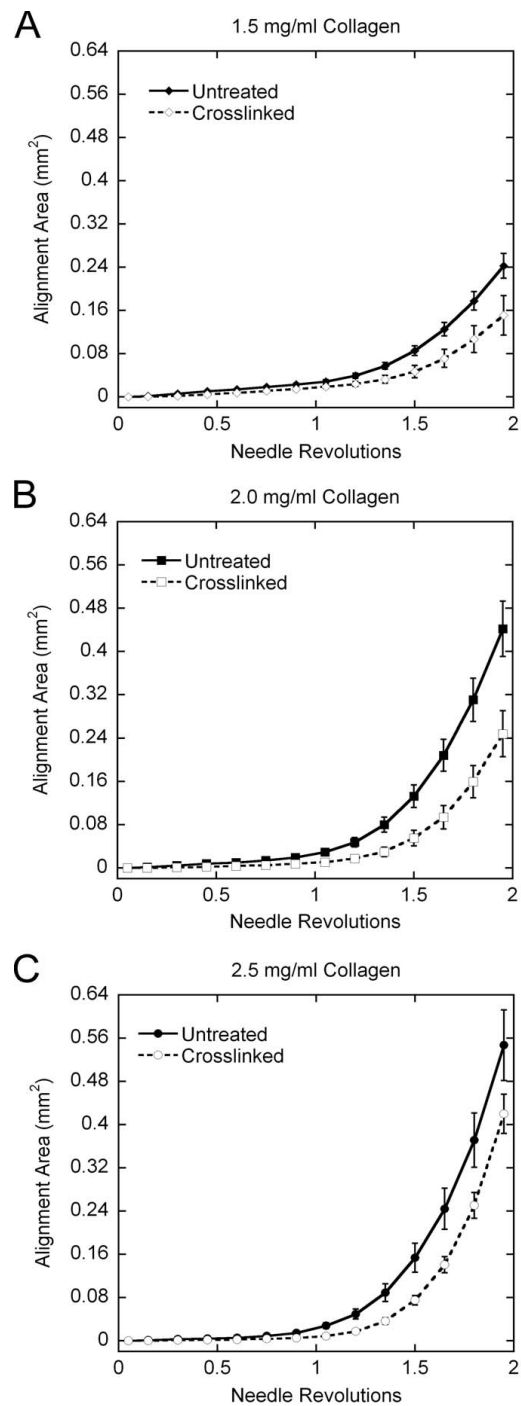 A
1.5 mg/ml Collagen
0.64
0.56
0.48
0.4
0.32
0.24
0.16
0.08
0
Alignment Area (mm²)
Untreated
Crosslinked
0 0.5 1 1.5 2
Needle Revolutions
B
2.0 mg/ml Collagen
0.64
0.56
0.48
0.4
0.32
0.24
0.16
0.08
0
Alignment Area (mm²)
Untreated
Crosslinked
0 0.5 1 1.5 2
Needle Revolutions
C
2.5 mg/ml Collagen
0.64
0.56
0.48
0.4
0.32
0.24
0.16
0.08
0
Alignment Area (mm²)
Untreated
Crosslinked
0 0.5 1 1.5 2
Needle Revolutions